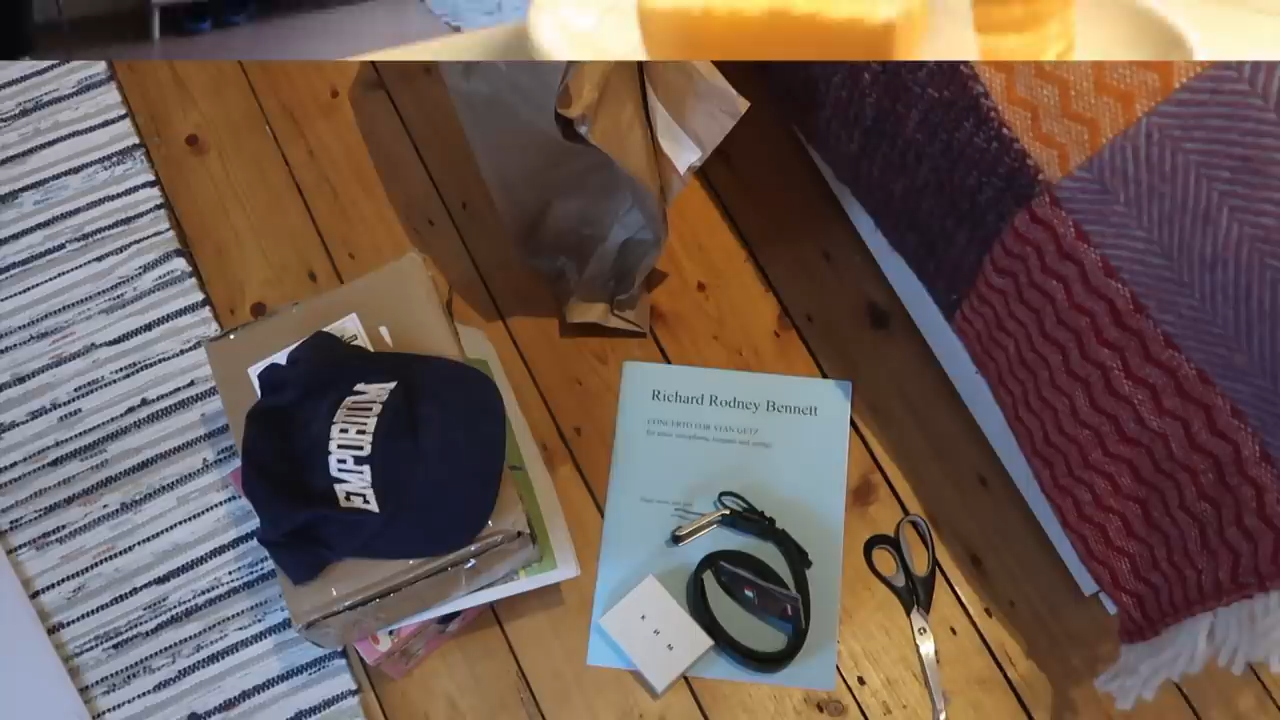 EMPORIUM
Richard Rodney Bennett
CONCERTO FOR STAN GETZ
for tenor saxophone, timpani and strings
K H M